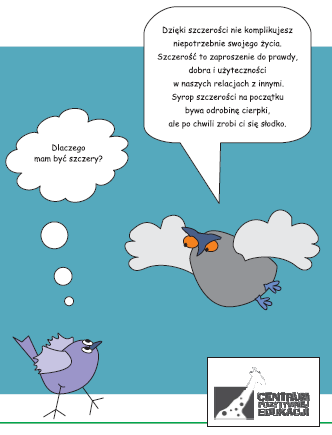 Dzięki szczerości nie komplikujesz
niepotrzebnie swojego życia.
Szczerość to zaproszenie do prawdy,
dobra i użyteczności
w naszych relacjach z innymi.
Syrop szczerości na początku
bywa odrobinę cierpki,
ale po chwili zrobi ci się słodko.
Dlaczego
mam być szczery?
CENTRUM
POZYTYWNEJ
EDUKACJI